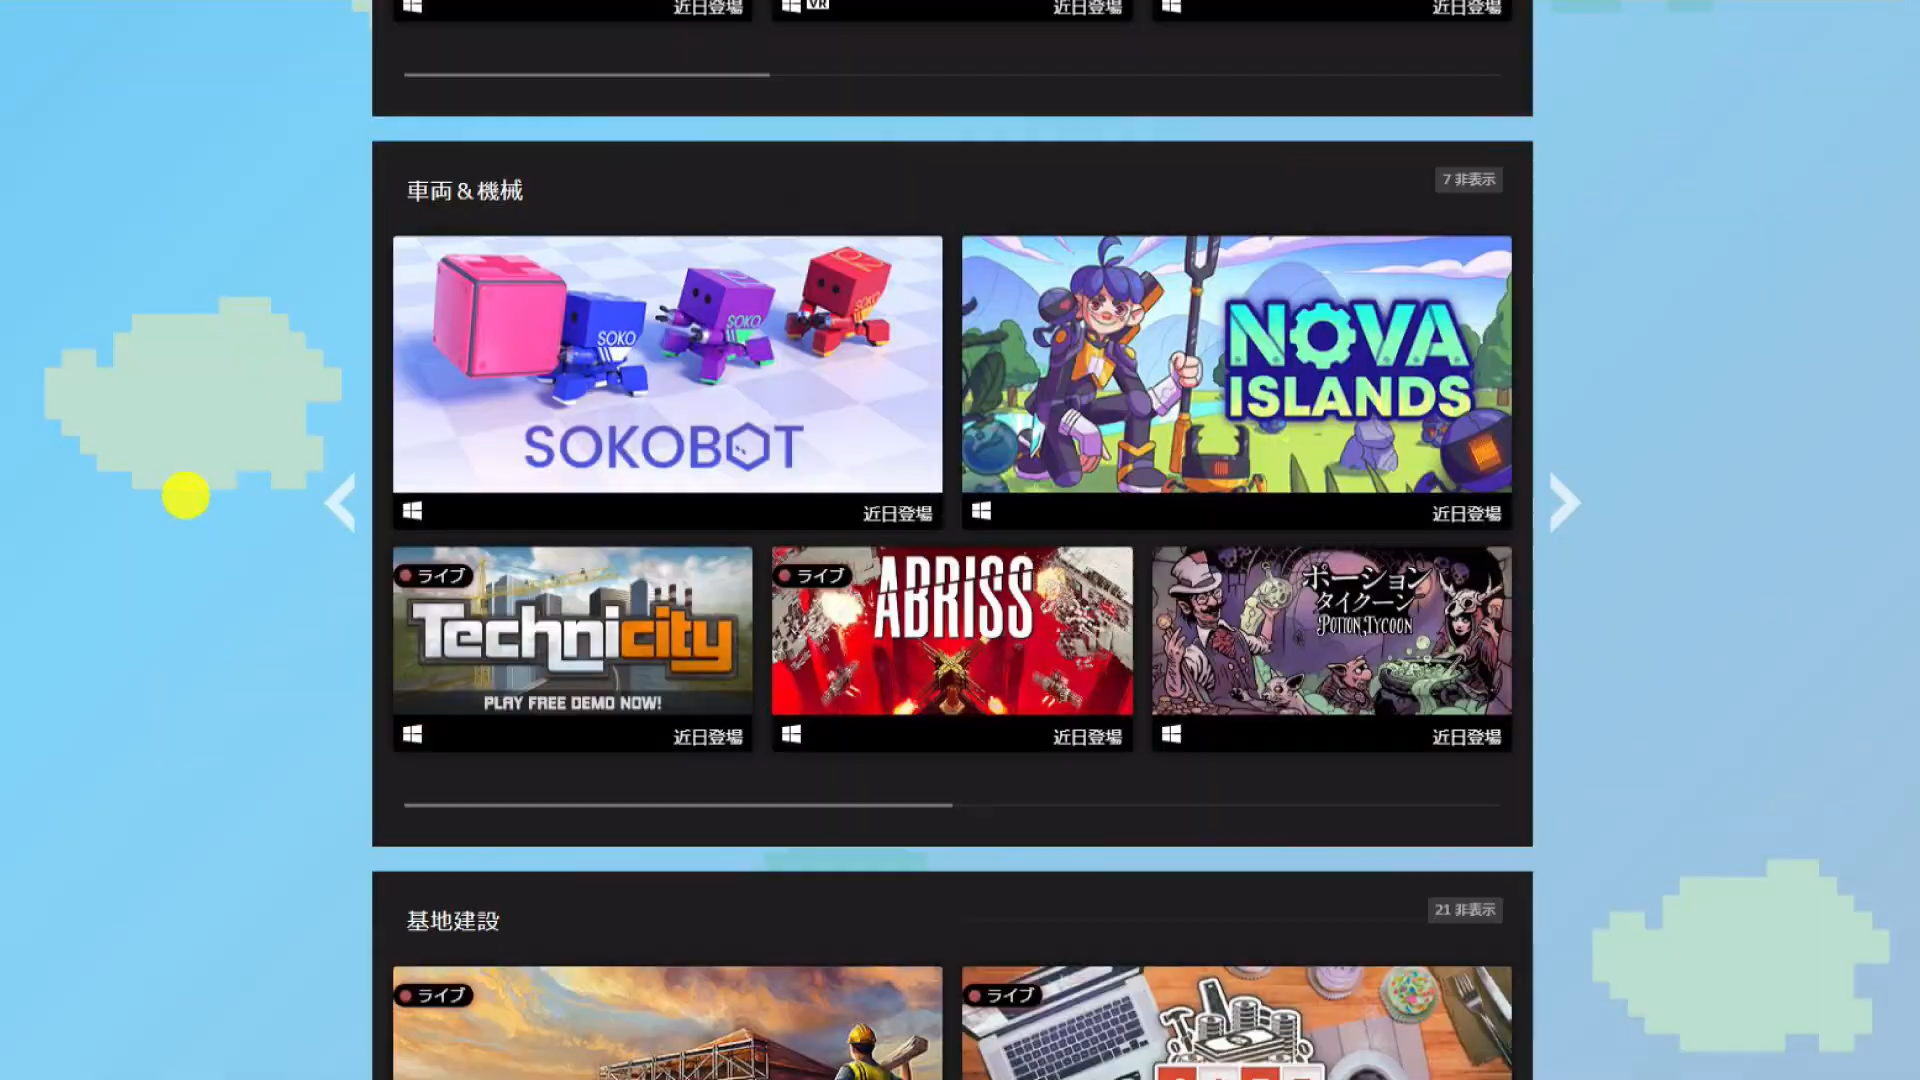 近日登場
VR
近日登場
近日登場
車両＆機械
7 非表示
SOKO
SOKO
SOKO
SOKOBOT
NOVA
ISLANDS
近日登場
近日登場
ライブ
Technicity
PLAY FREE DEMO NOW!
ライブ
ABRISS
ポーション
タイクーン
POTION TYCOON
近日登場
近日登場
近日登場
基地建設
21 非表示
ライブ
ライブ